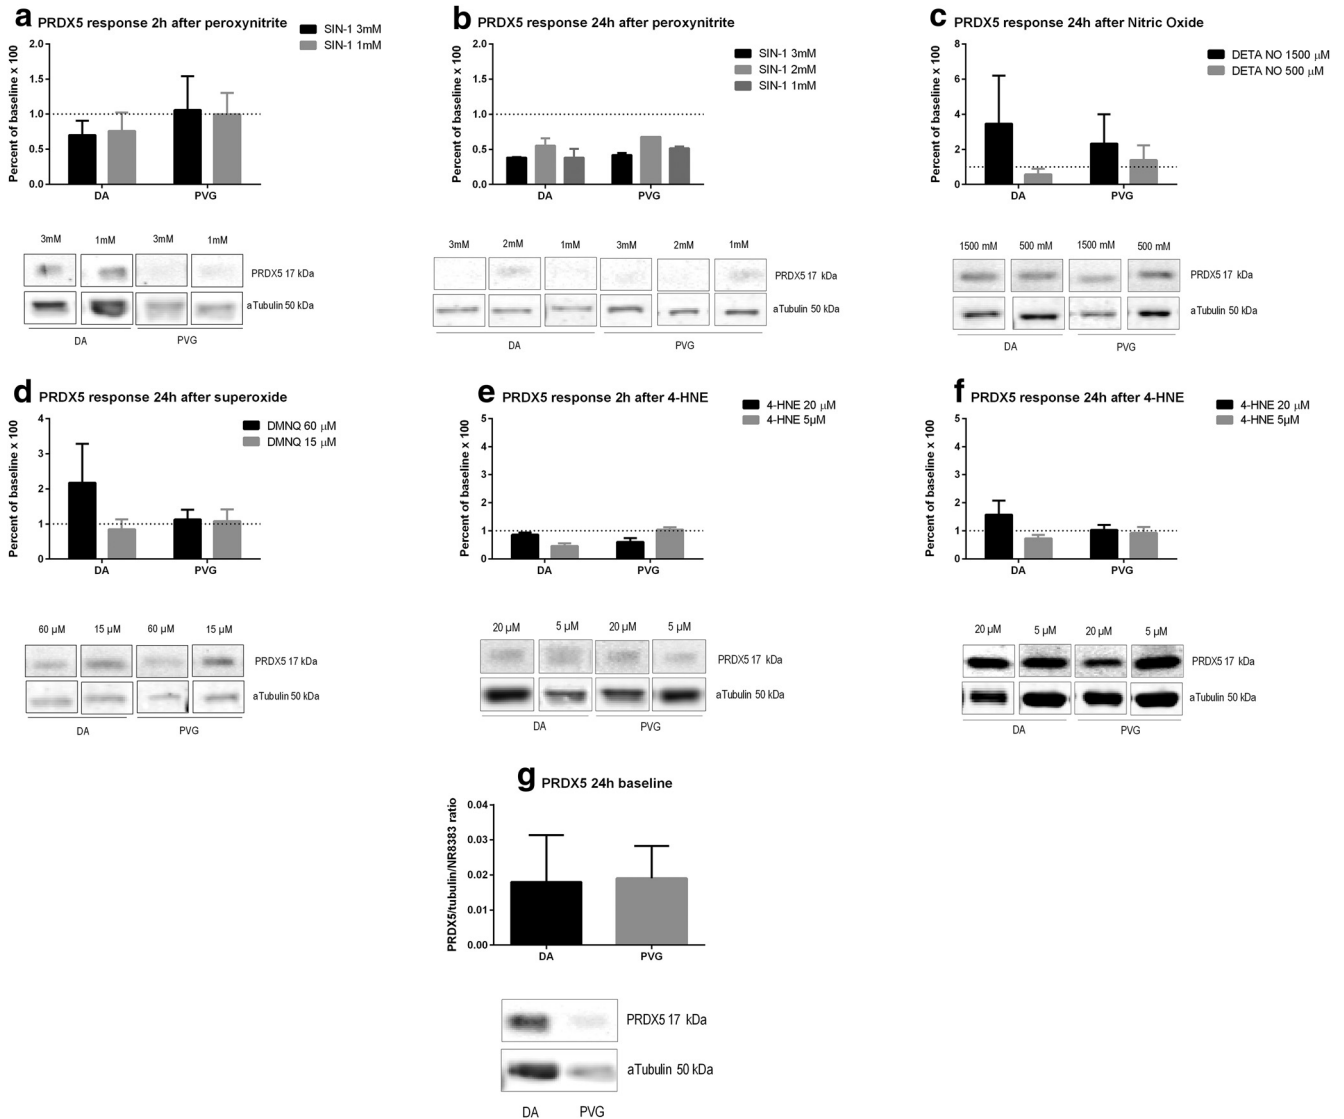 a PRDX5 response 2h after peroxynitrite
SIN-1 3mM
SIN-1 1mM
Percent of baseline x 100
2.0
1.5
1.0
0.5
0.0
DA PVG
3mM 1mM 3mM 1mM
PRDX5 17 kDa
aTubulin 50 kDa
DA PVG
b PRDX5 response 24h after peroxynitrite
SIN-1 3mM
SIN-1 2mM
SIN-1 1mM
Percent of baseline x 100
2.0
1.5
1.0
0.5
0.0
DA PVG
3mM 2mM 1mM 3mM 2mM 1mM
PRDX5 17 kDa
aTubulin 50 kDa
DA PVG
c PRDX5 response 24h after Nitric Oxide
DETA NO 1500 μM
DETA NO 500 μM
Percent of baseline x 100
8
6
4
2
0
DA PVG
1500 mM 500 mM 1500 mM 500 mM
PRDX5 17 kDa
aTubulin 50 kDa
DA PVG
d PRDX5 response 24h after superoxide
DMNQ 60 μM
DMNQ 15 μM
Percent of baseline x 100
4
3
2
1
0
DA PVG
60 μM 15 μM 60 μM 15 μM
PRDX5 17 kDa
aTubulin 50 kDa
DA PVG
e PRDX5 response 2h after 4-HNE
4-HNE 20 μM
4-HNE 5μM
Percent of baseline x 100
5
4
3
2
1
0
DA PVG
20 μM 5 μM 20 μM 5 μM
PRDX5 17 kDa
aTubulin 50 kDa
DA PVG
f PRDX5 response 24h after 4-HNE
4-HNE 20 μM
4-HNE 5μM
Percent of baseline x 100
5
4
3
2
1
0
DA PVG
20 μM 5 μM 20 μM 5 μM
PRDX5 17 kDa
aTubulin 50 kDa
DA PVG
g PRDX5 24h baseline
PRDX5/tubulin/NR8383 ratio
0.04
0.03
0.02
0.01
0.00
DA PVG
PRDX5 17 kDa
aTubulin 50 kDa
DA PVG